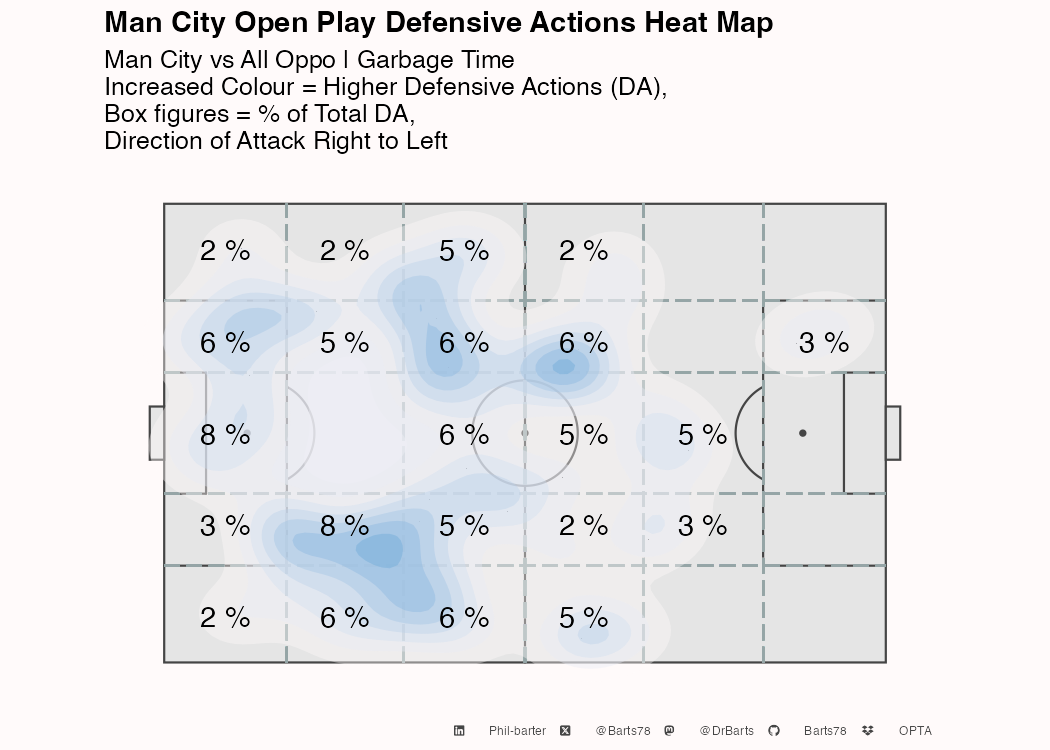 Man City Open Play Defensive Actions Heat Map
Man City vs All Oppo | Garbage Time
Increased Colour = Higher Defensive Actions (DA),
Box figures = % of Total DA,
Direction of Attack Right to Left
2 % 2 % 5 % 2 %
6 % 5 % 6 % 6 % 3 %
8 % 6 % 5 % 5 %
3 % 8 % 5 % 2 % 3 %
2 % 6 % 6 % 5 %
Phil-barter @Barts78 @DrBarts Barts78 OPTA